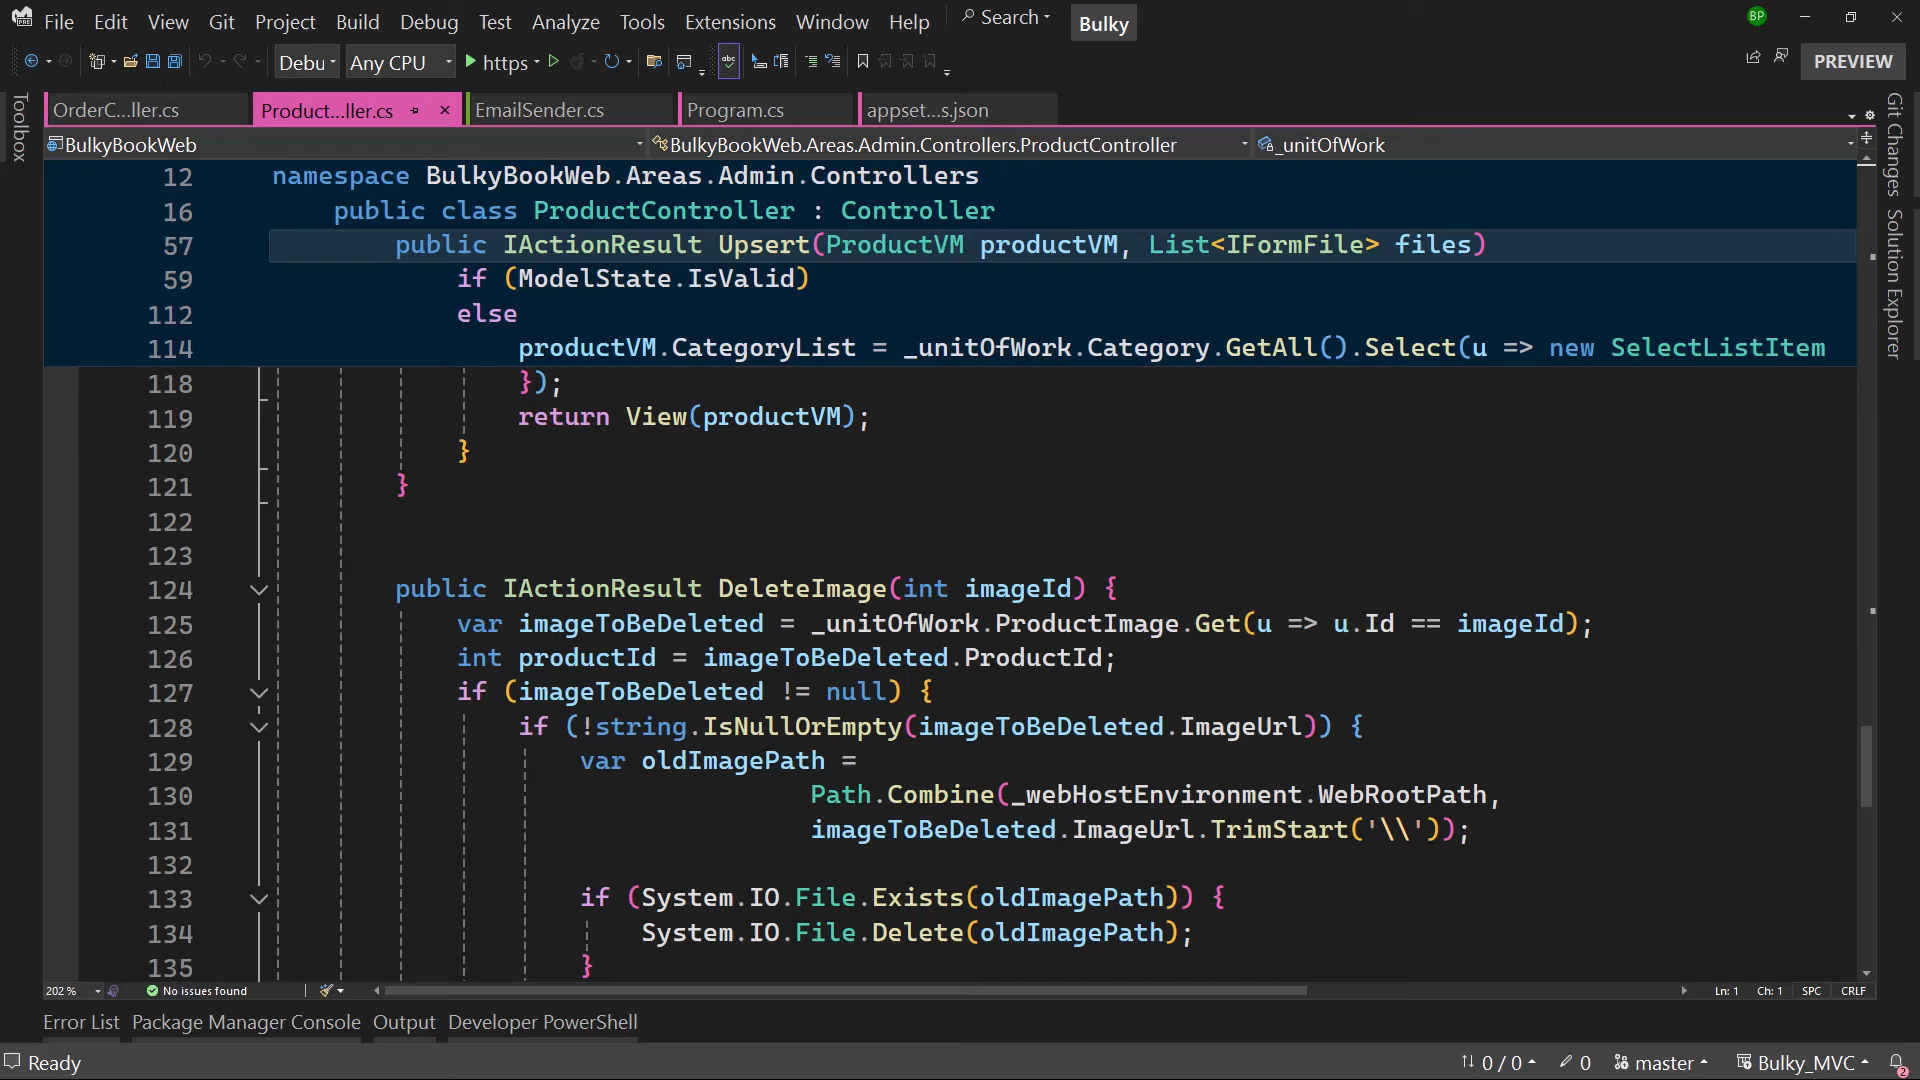 File Edit View Git Project Build Debug Test Analyze Tools Extensions Window Help Search Bulky BP
Debu Any CPU https PREVIEW
OrderC...ller.cs Product...ller.cs EmailSender.cs Program.cs appset...s.json
BulkyBookWeb BulkyBookWeb.Areas.Admin.Controllers.ProductController _unitOfWork
Toolbox
Git Changes
Solution Explorer
12 namespace BulkyBookWeb.Areas.Admin.Controllers
16 public class ProductController : Controller
57 public IActionResult Upsert(ProductVM productVM, List<IFormFile> files)
59 if (ModelState.IsValid)
112 else
114 productVM.CategoryList = _unitOfWork.Category.GetAll().Select(u => new SelectListItem
118 });
119 return View(productVM);
120 }
121 }
122
123
124 public IActionResult DeleteImage(int imageId) {
125 var imageToBeDeleted = _unitOfWork.ProductImage.Get(u => u.Id == imageId);
126 int productId = imageToBeDeleted.ProductId;
127 if (imageToBeDeleted != null) {
128 if (!string.IsNullOrEmpty(imageToBeDeleted.ImageUrl)) {
129 var oldImagePath =
130 Path.Combine(_webHostEnvironment.WebRootPath,
131 imageToBeDeleted.ImageUrl.TrimStart('\\'));
132
133 if (System.IO.File.Exists(oldImagePath)) {
134 System.IO.File.Delete(oldImagePath);
135 }
202 % No issues found Ln: 1 Ch: 1 SPC CRLF
Error List Package Manager Console Output Developer PowerShell
Ready 0 / 0 0 master Bulky_MVC 2